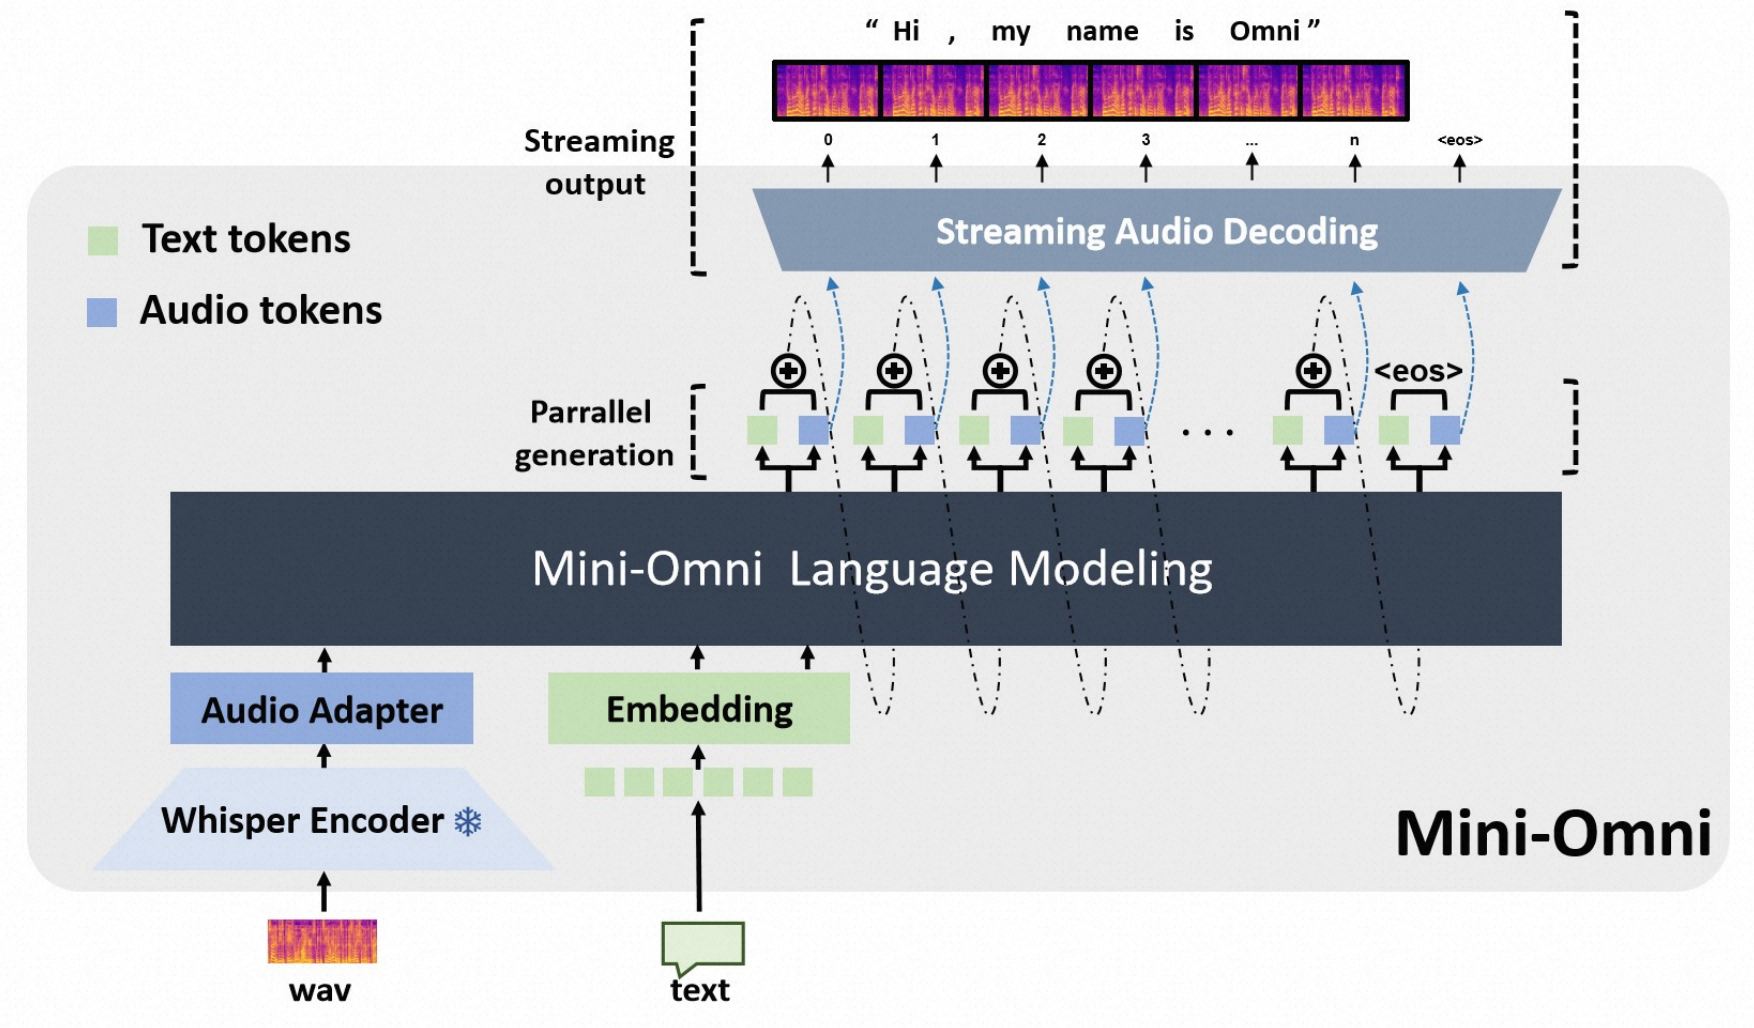 “ Hi , my name is Omni ”
0 1 2 3 ... n <eos>
Streaming
output
Streaming Audio Decoding
Text tokens
Audio tokens
<eos>
Parrallel
generation
. . .
Mini-Omni Language Modeling
Audio Adapter
Embedding
Whisper Encoder
Mini-Omni
wav
text